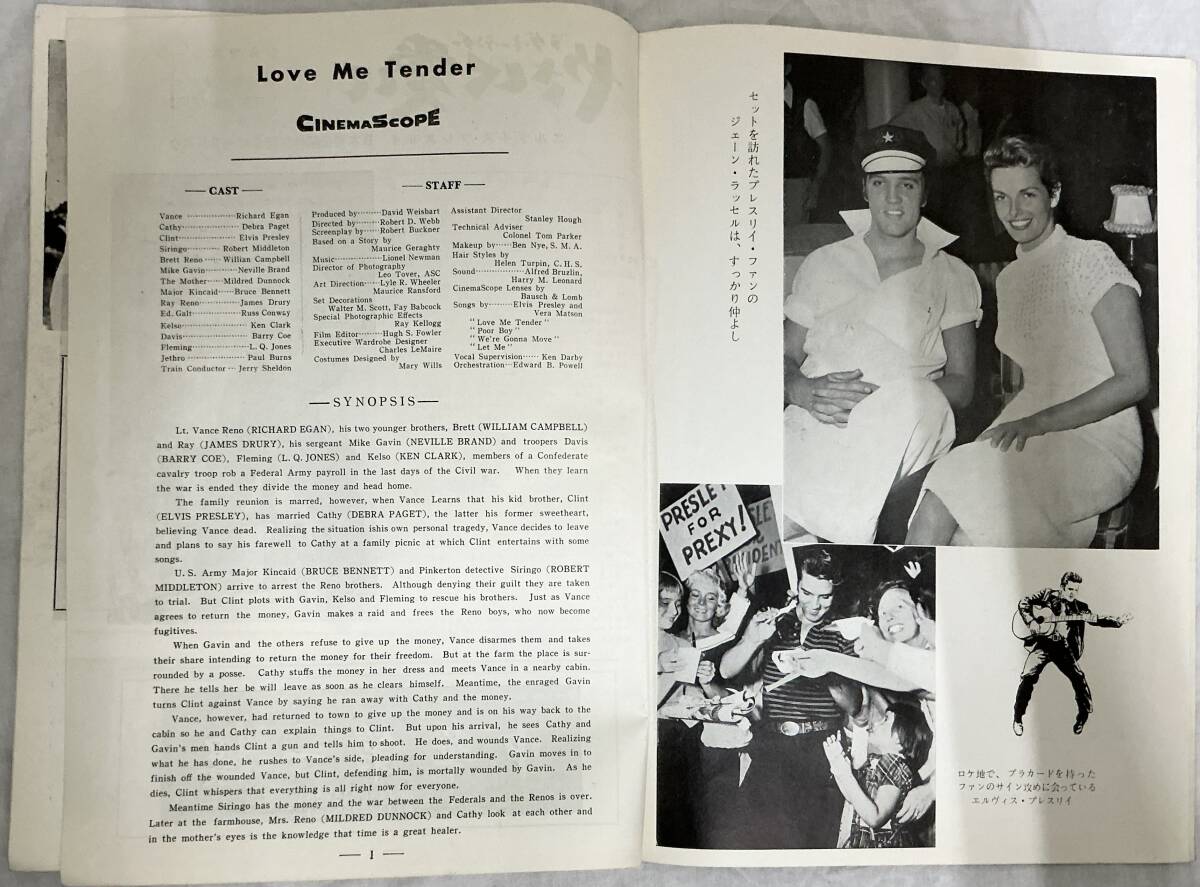 Love Me Tender
CINEMASCOPE
CAST
Vance Richard Egan
Cathy Debra Paget
Clint Elvis Presley
Siringo Robert Middleton
Brett Reno Willian Campbell
Mike Gavin Neville Brand
The Mother Mildred Dunnock
Major Kincaid Bruce Bennett
Ray Reno James Drury
Ed. Galt Russ Conway
Kelso Ken Clark
Davis Barry Coe
Fleming L. Q. Jones
Jethro Paul Burns
Train Conductor Jerry Sheldon
STAFF
Produced by David Weisbart
Directed by Robert D. Webb
Screenplay by Robert Buckner
Based on a Story by
Maurice Geraghty
Music Lionel Newman
Director of Photography
Leo Tover, ASC
Art Direction Lyle R. Wheeler
Maurice Ransford
Set Decorations
Walter M. Scott, Fay Babcock
Special Photographic Effects
Ray Kellogg
Film Editor Hugh S. Fowler
Executive Wardrobe Designer
Charles LeMaire
Costumes Designed by
Mary Wills
Assistant Director
Stanley Hough
Technical Adviser
Colonel Tom Parker
Makeup by Ben Nye, S. M. A.
Hair Styles by
Helen Turpin, C. H. S.
Sound Alfred Bruzlin,
Harry M. Leonard
CinemaScope Lenses by
Bausch & Lomb
Songs by Elvis Presley and
Vera Matson
"Love Me Tender"
"Poor Boy"
"We're Gonna Move"
"Let Me"
Vocal Supervision Ken Darby
Orchestration Edward B. Powell
SYNOPSIS
Lt. Vance Reno (RICHARD EGAN), his two younger brothers, Brett (WILLIAM CAMPBELL)
and Ray (JAMES DRURY), his sergeant Mike Gavin (NEVILLE BRAND) and troopers Davis
(BARRY COE), Fleming (L. Q. JONES) and Kelso (KEN CLARK), members of a Confederate
cavalry troop rob a Federal Army payroll in the last days of the Civil war. When they learn
the war is ended they divide the money and head home.
The family reunion is marred, however, when Vance Learns that his kid brother, Clint
(ELVIS PRESLEY), has married Cathy (DEBRA PAGET), the latter his former sweetheart,
believing Vance dead. Realizing the situation ishis own personal tragedy, Vance decides to leave
and plans to say his farewell to Cathy at a family picnic at which Clint entertains with some
songs.
U. S. Army Major Kincaid (BRUCE BENNETT) and Pinkerton detective Siringo (ROBERT
MIDDLETON) arrive to arrest the Reno brothers. Although denying their guilt they are taken
to trial. But Clint plots with Gavin, Kelso and Fleming to rescue his brothers. Just as Vance
agrees to return the money, Gavin makes a raid and frees the Reno boys, who now become
fugitives.
When Gavin and the others refuse to give up the money, Vance disarmes them and takes
their share intending to return the money for their freedom. But at the farm the place is sur-
rounded by a posse. Cathy stuffs the money in her dress and meets Vance in a nearby cabin.
There he tells her be will leave as soon as he clears himself. Meantime, the enraged Gavin
turns Clint against Vance by saying he ran away with Cathy and the money.
Vance, however, had returned to town to give up the money and is on his way back to the
cabin so he and Cathy can explain things to Clint. But upon his arrival, he sees Cathy and
Gavin's men hands Clint a gun and tells him to shoot. He does, and wounds Vance. Realizing
what he has done, he rushes to Vance's side, pleading for understanding. Gavin moves in to
finish off the wounded Vance, but Clint, defending him, is mortally wounded by Gavin. As he
dies, Clint whispers that everything is all right now for everyone.
Meantime Siringo has the money and the war between the Federals and the Renos is over.
Later at the farmhouse, Mrs. Reno (MILDRED DUNNOCK) and Cathy look at each other and
in the mother's eyes is the knowledge that time is a great healer.
1
セットを訪れたプレスリイ・ファンの
ジェーン・ラッセルは、すっかり仲よし
PRESLEY
FOR
PREXY!
ロケ地で、プラカードを持った
ファンのサイン攻めに会っている
エルヴィス・プレスリイ